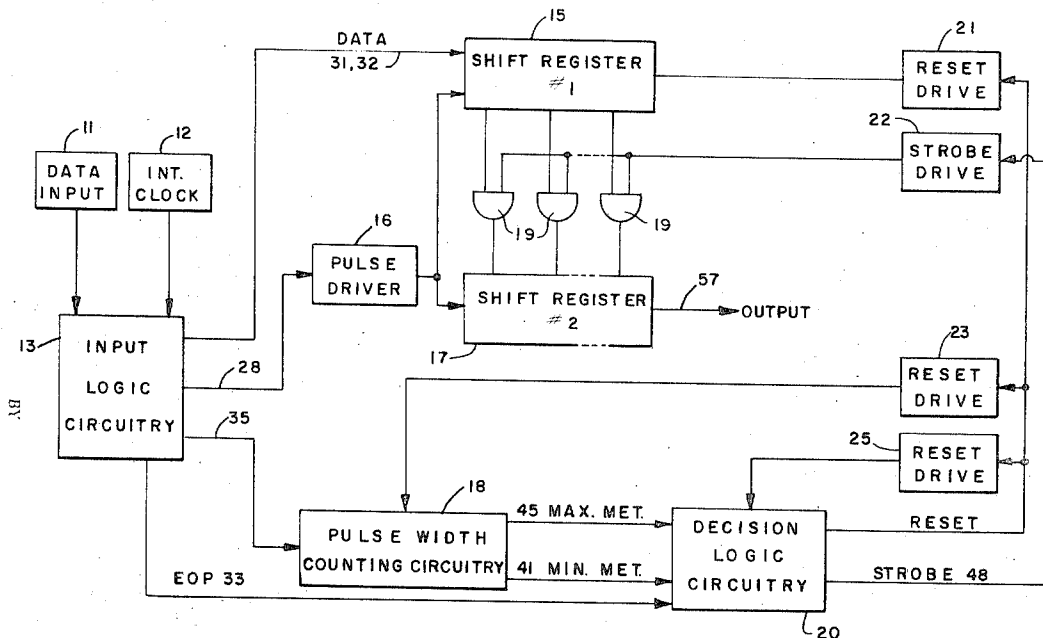 15
DATA
31,32
SHIFT REGISTER
#1
21
RESET
DRIVE
22
STROBE
DRIVE
11
DATA
INPUT
12
INT.
CLOCK
19
19
16
PULSE
DRIVER
SHIFT REGISTER
#2
17
57
OUTPUT
13
INPUT
LOGIC
CIRCUITRY
28
35
BY
23
RESET
DRIVE
25
RESET
DRIVE
18
PULSE WIDTH
COUNTING CIRCUITRY
45 MAX. MET.
41 MIN. MET.
DECISION
LOGIC
CIRCUITRY
20
RESET
STROBE 48
EOP 33